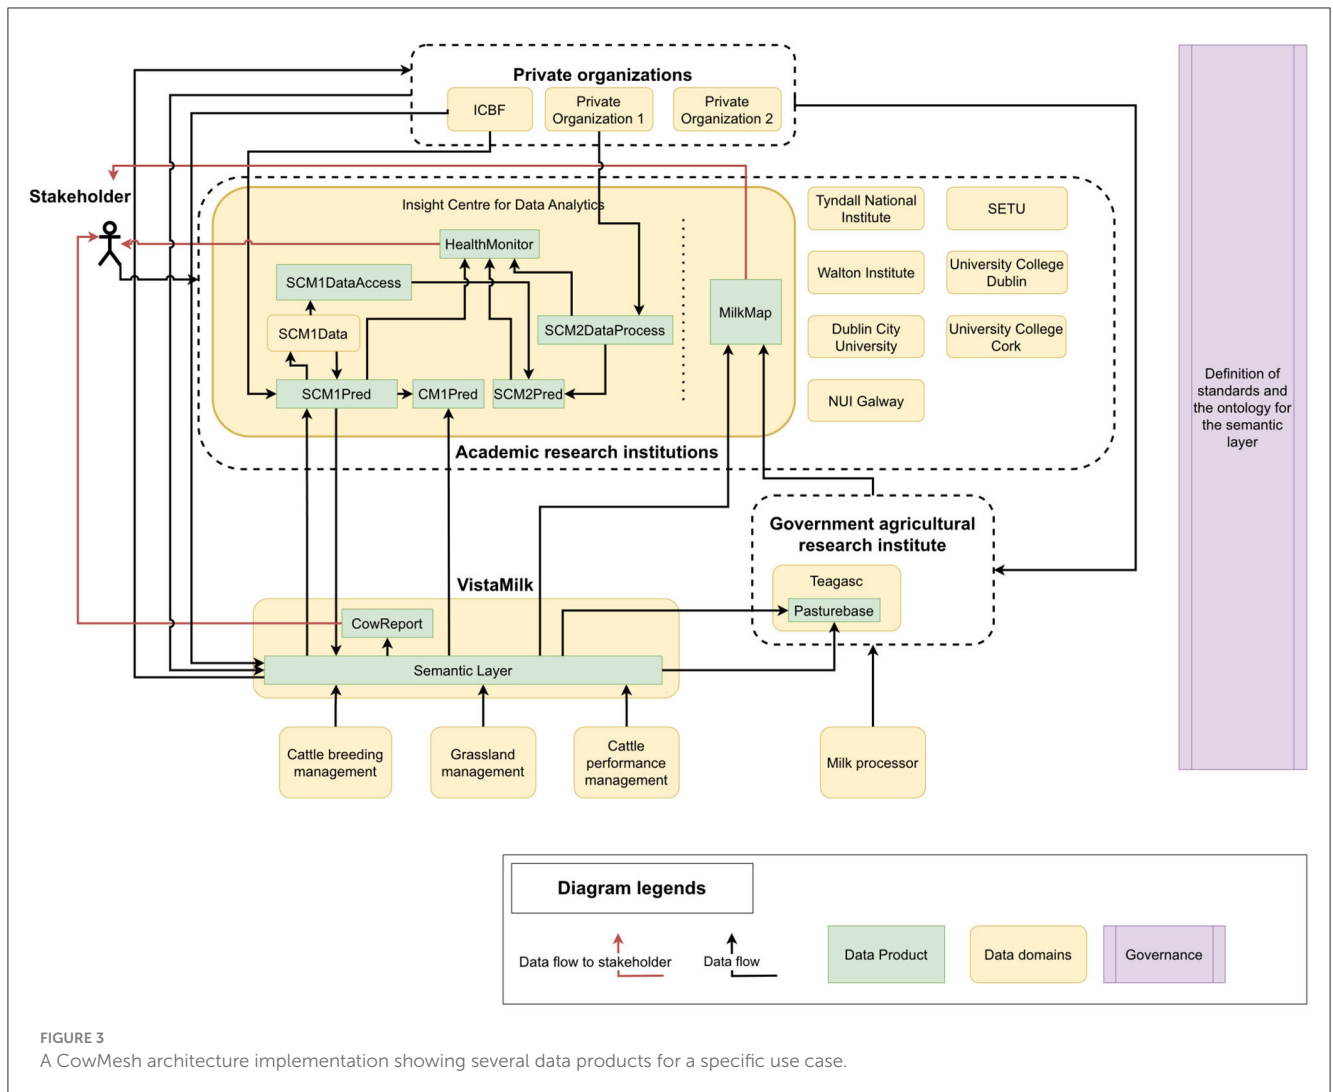 Private organizations
ICBF
Private
Organization 1
Private
Organization 2
Stakeholder
Insight Centre for Data Analytics
HealthMonitor
SCM1DataAccess
SCM1Data
SCM2DataProcess
SCM1Pred
CM1Pred
SCM2Pred
MilkMap
Tyndall National
Institute
SETU
Walton Institute
University College
Dublin
Dublin City
University
University College
Cork
NUI Galway
Academic research institutions
Definition of
standards and
the ontology for
the semantic
layer
Government agricultural
research institute
Teagasc
Pasturebase
VistaMilk
CowReport
Semantic Layer
Cattle breeding
management
Grassland
management
Cattle
performance
management
Milk processor
Diagram legends
Data flow to stakeholder
Data flow
Data Product
Data domains
Governance
FIGURE 3
A CowMesh architecture implementation showing several data products for a specific use case.